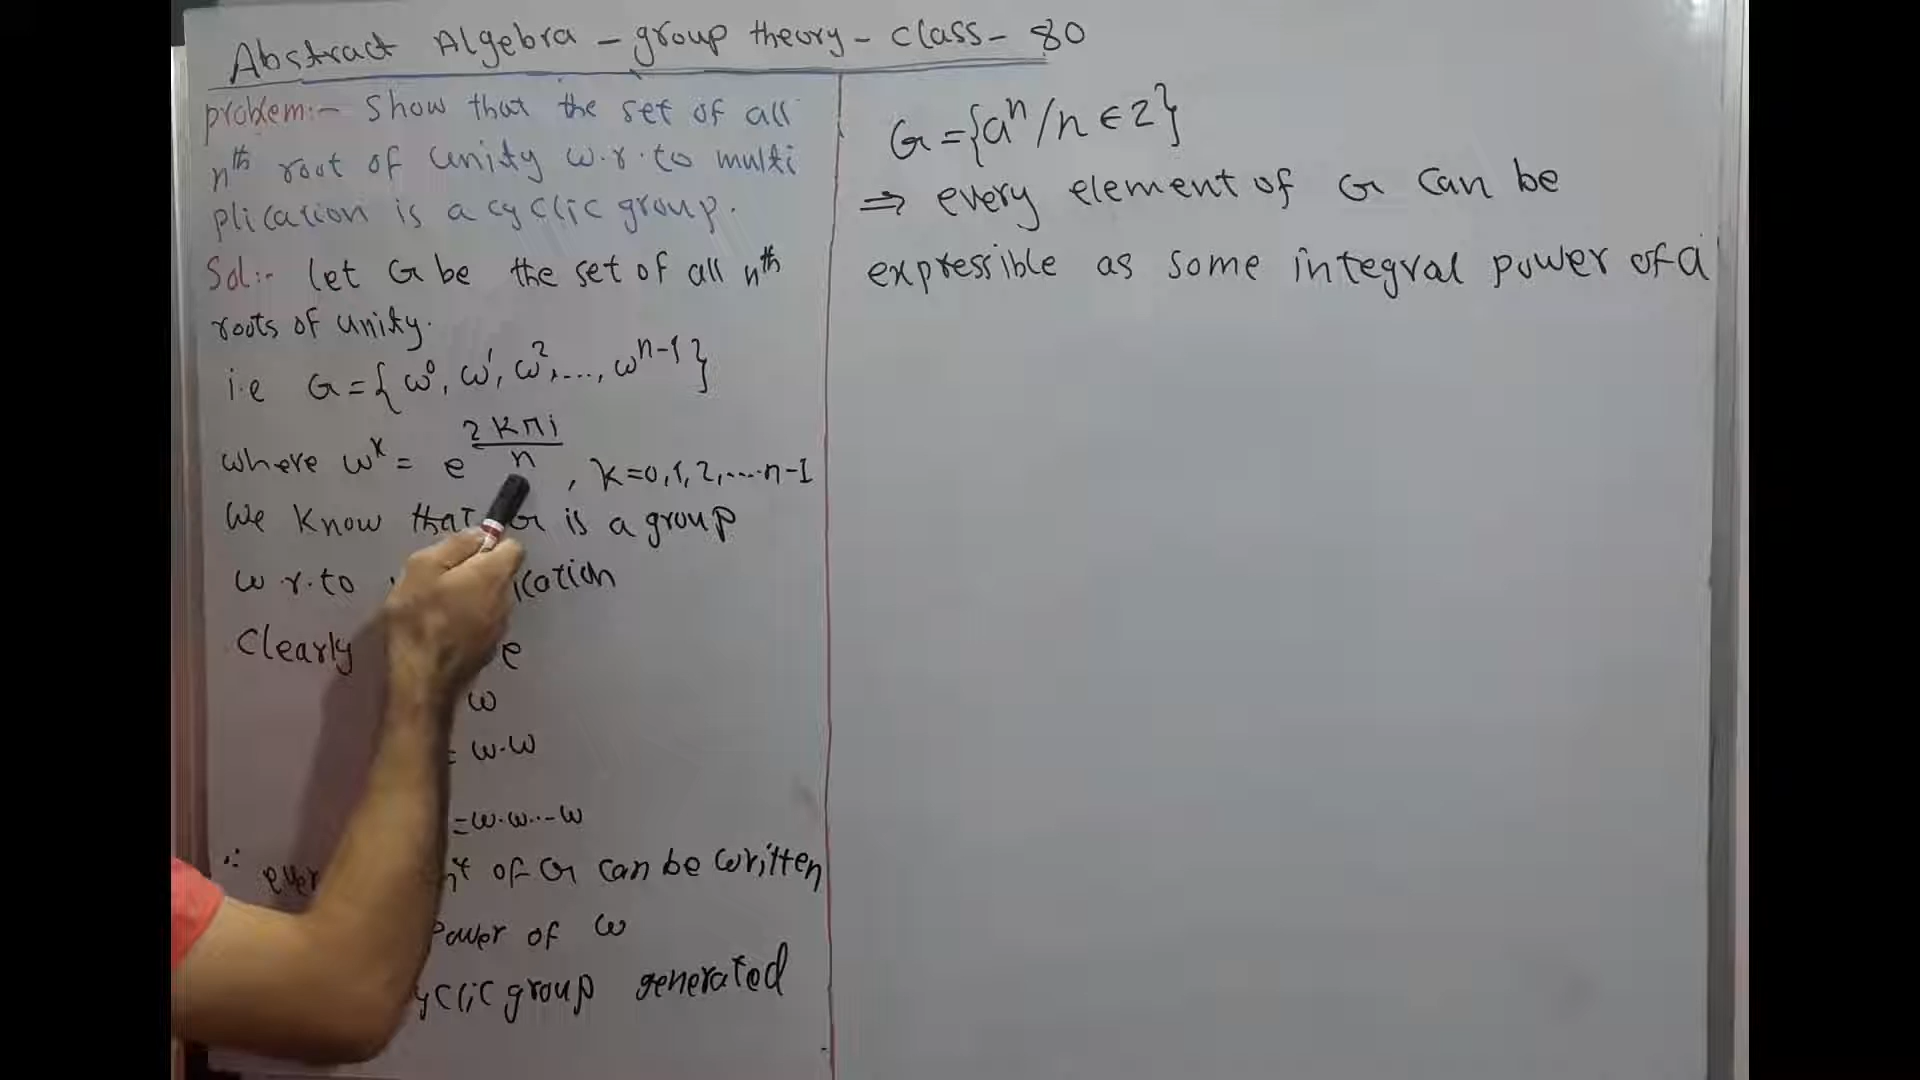 Abstract Algebra - group theory - class - 80
problem:- Show that the set of all
nth root of unity w.r.to multi
plication is a cyclic group.
Sol:- let G be the set of all nth
roots of unity.
i.e G = {ω⁰, ω¹, ω², ..., ωⁿ⁻¹}
where ωᵏ = e^(2kπi/n), k=0,1,2,....n-1
We know that G is a group
w.r.to
Clearly e
ω
= ω.ω
=ω.ω...ω
∴ of G can be written
Power of ω
group generated
G = {aⁿ/n ∈ Z}
⇒ every element of G can be
expressible as some integral power of a